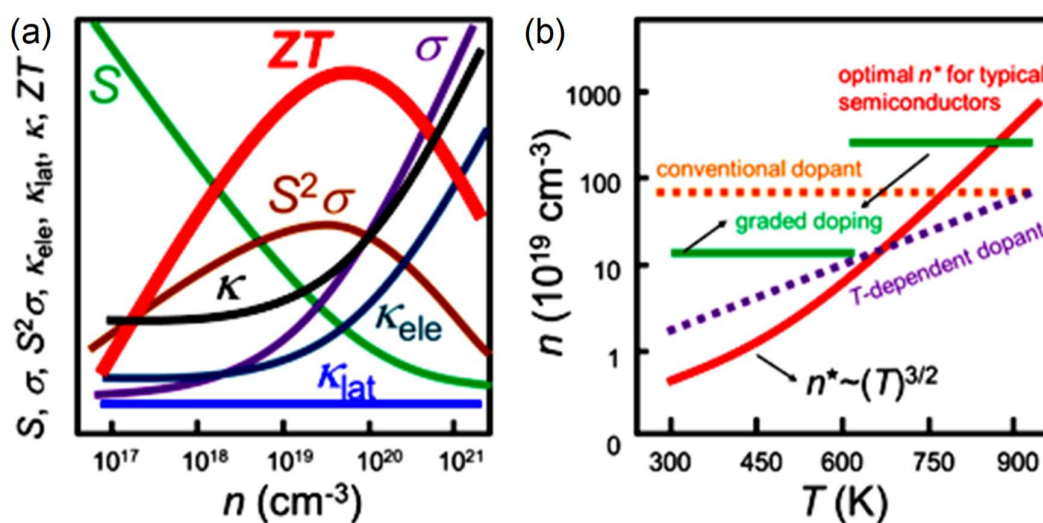 (a)
S, σ, S²σ, κele, κlat, κ, ZT
S
ZT
σ
S²σ
κ
κele
κlat
10¹⁷
10¹⁸
10¹⁹
10²⁰
10²¹
n (cm⁻³)
(b)
n (10¹⁹ cm⁻³)
1000
100
10
1
0
optimal n* for typical
semiconductors
conventional dopant
graded doping
T-dependent dopant
n*~(T)³/²
300
450
600
750
900
T (K)